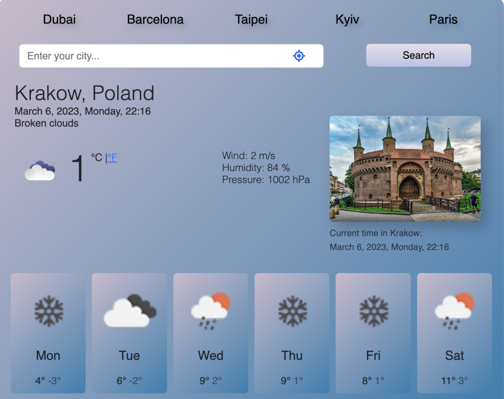 Dubai Barcelona Taipei Kyiv Paris
Enter your city... Search
Krakow, Poland
March 6, 2023, Monday, 22:16
Broken clouds
1 °C |°F
Wind: 2 m/s
Humidity: 84 %
Pressure: 1002 hPa
Current time in Krakow:
March 6, 2023, Monday, 22:16
Mon Tue Wed Thu Fri Sat
4° -3° 6° -2° 9° 2° 9° 1° 8° 1° 11° 3°